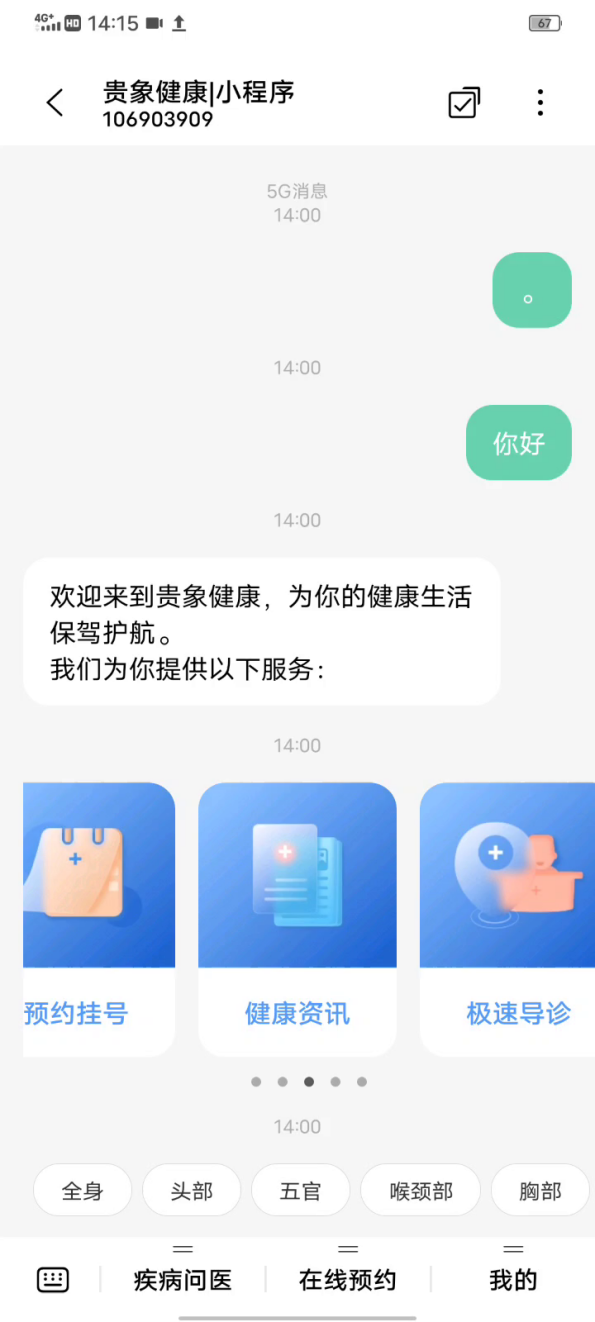 4G+ HD 14:15 67
贵象健康|小程序
106903909
5G消息
14:00
。
14:00
你好
14:00
欢迎来到贵象健康，为你的健康生活
保驾护航。
我们为你提供以下服务：
14:00
预约挂号 健康资讯 极速导诊
14:00
全身 头部 五官 喉颈部 胸部
疾病问医 在线预约 我的